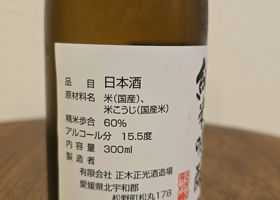 品目 日本酒
原材料名 米(国産)、
米こうじ(国産米)
精米歩合 60%
アルコール分 15.5度
内容量 300ml
製造者
有限会社 正木正光酒造場
愛媛県北宇和郡
松野町松丸178